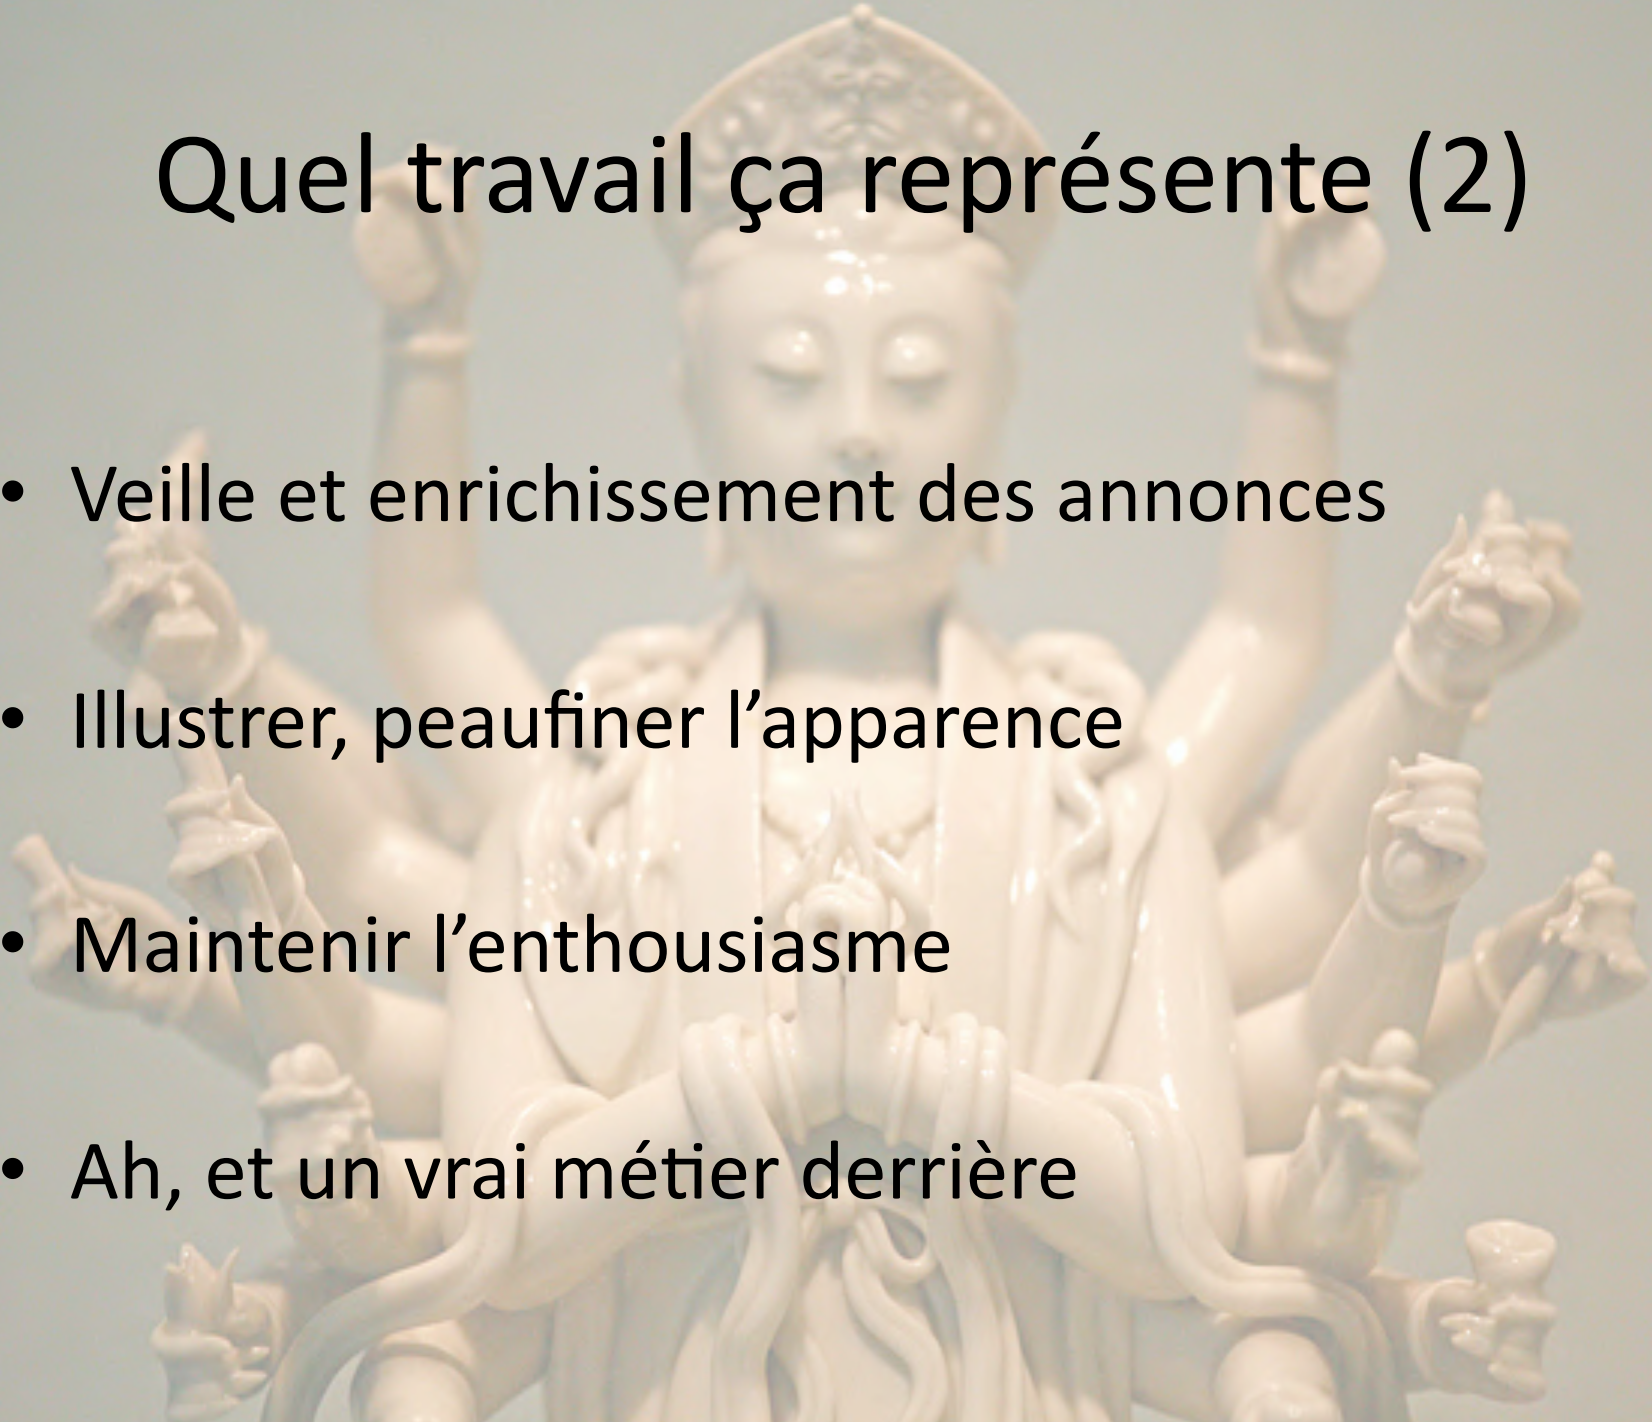 Quel travail ça représente (2)
• Veille et enrichissement des annonces
• Illustrer, peaufiner l’apparence
• Maintenir l’enthousiasme
• Ah, et un vrai métier derrière